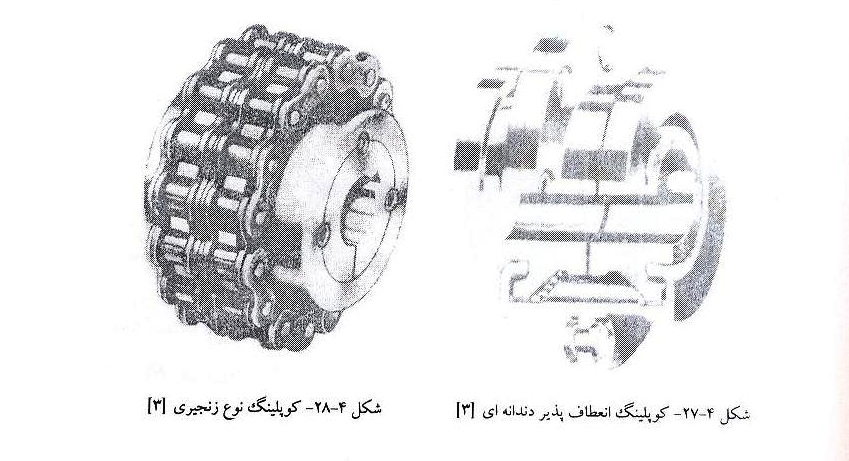 شکل ۴-۲۷- کوپلینگ انعطاف پذیر دندانه ای [۳]
شکل ۴-۲۸- کوپلینگ نوع زنجیری [۳]